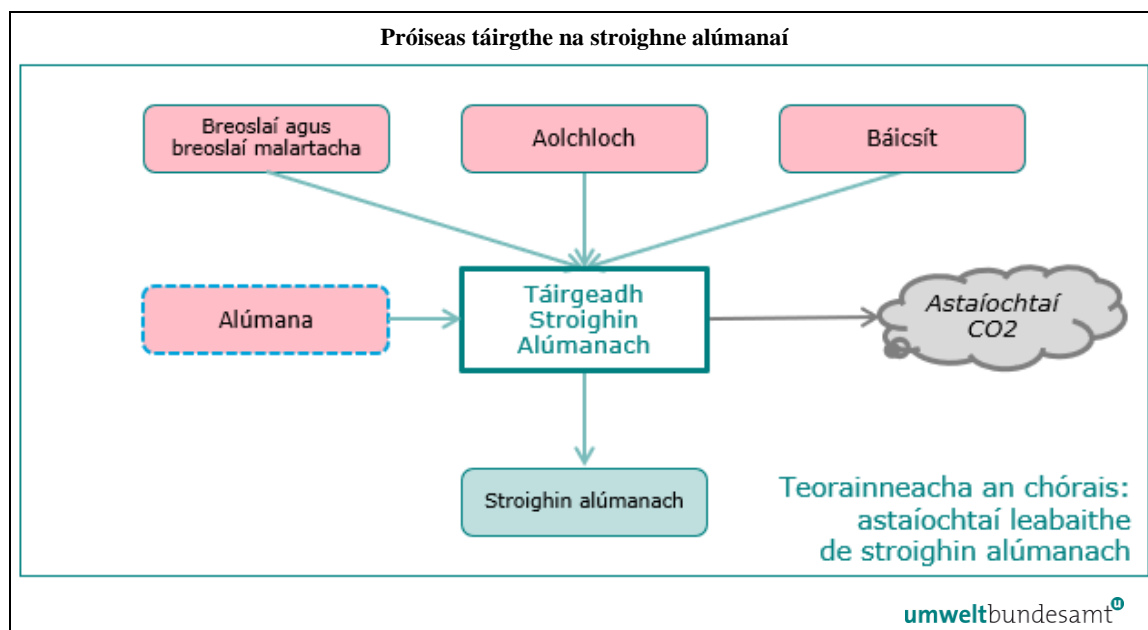 Próiseas táirgthe na stroighne alúmanaí
Breoslaí agus
breoslaí malartacha
Aolchloch
Báicsít
Alúmana
Táirgeadh
Stroighin
Alúmanach
Astaíochtaí
CO2
Stroighin alúmanach
Teorainneacha an chórais:
astaíochtaí leabaithe
de stroighin alúmanach
umweltbundesamt